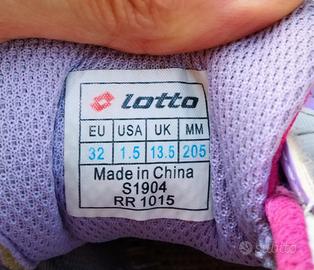 lotto
EU USA UK MM
32 1.5 13.5 205
Made in China
S1904
RR 1015
subito